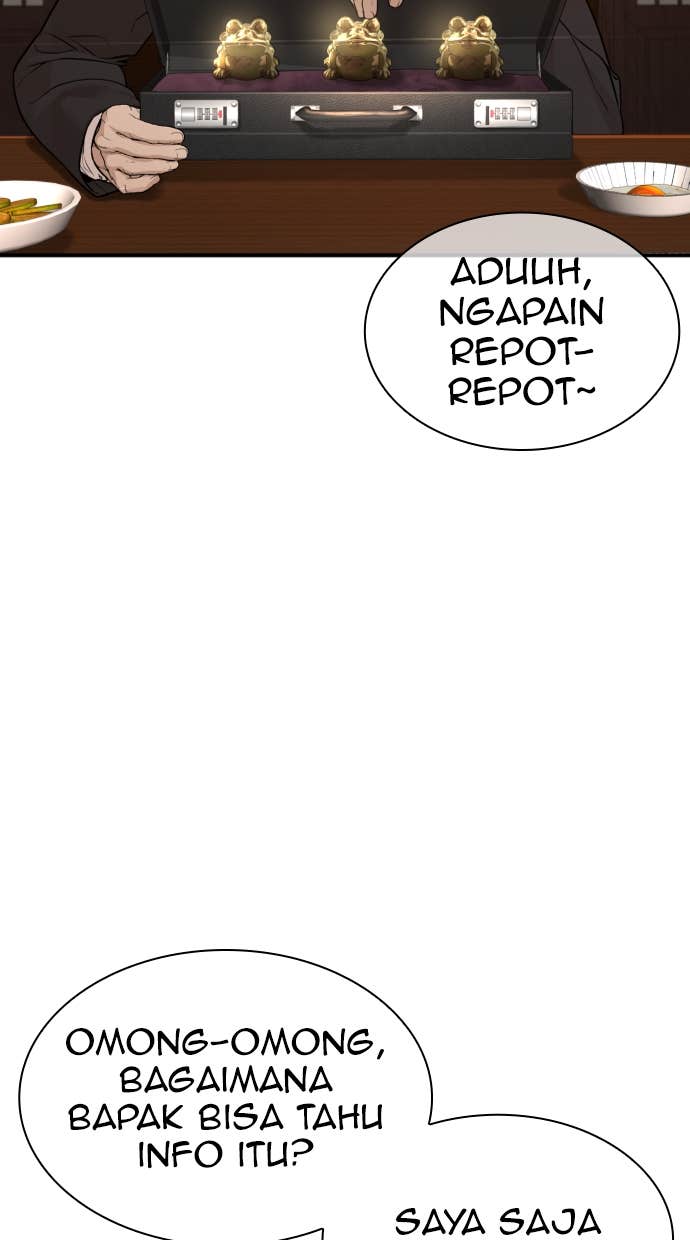 ADUUH,
NGAPAIN
REPOT-
REPOT~
OMONG-OMONG,
BAGAIMANA
BAPAK BISA TAHU
INFO ITU?
SAYA SAJA